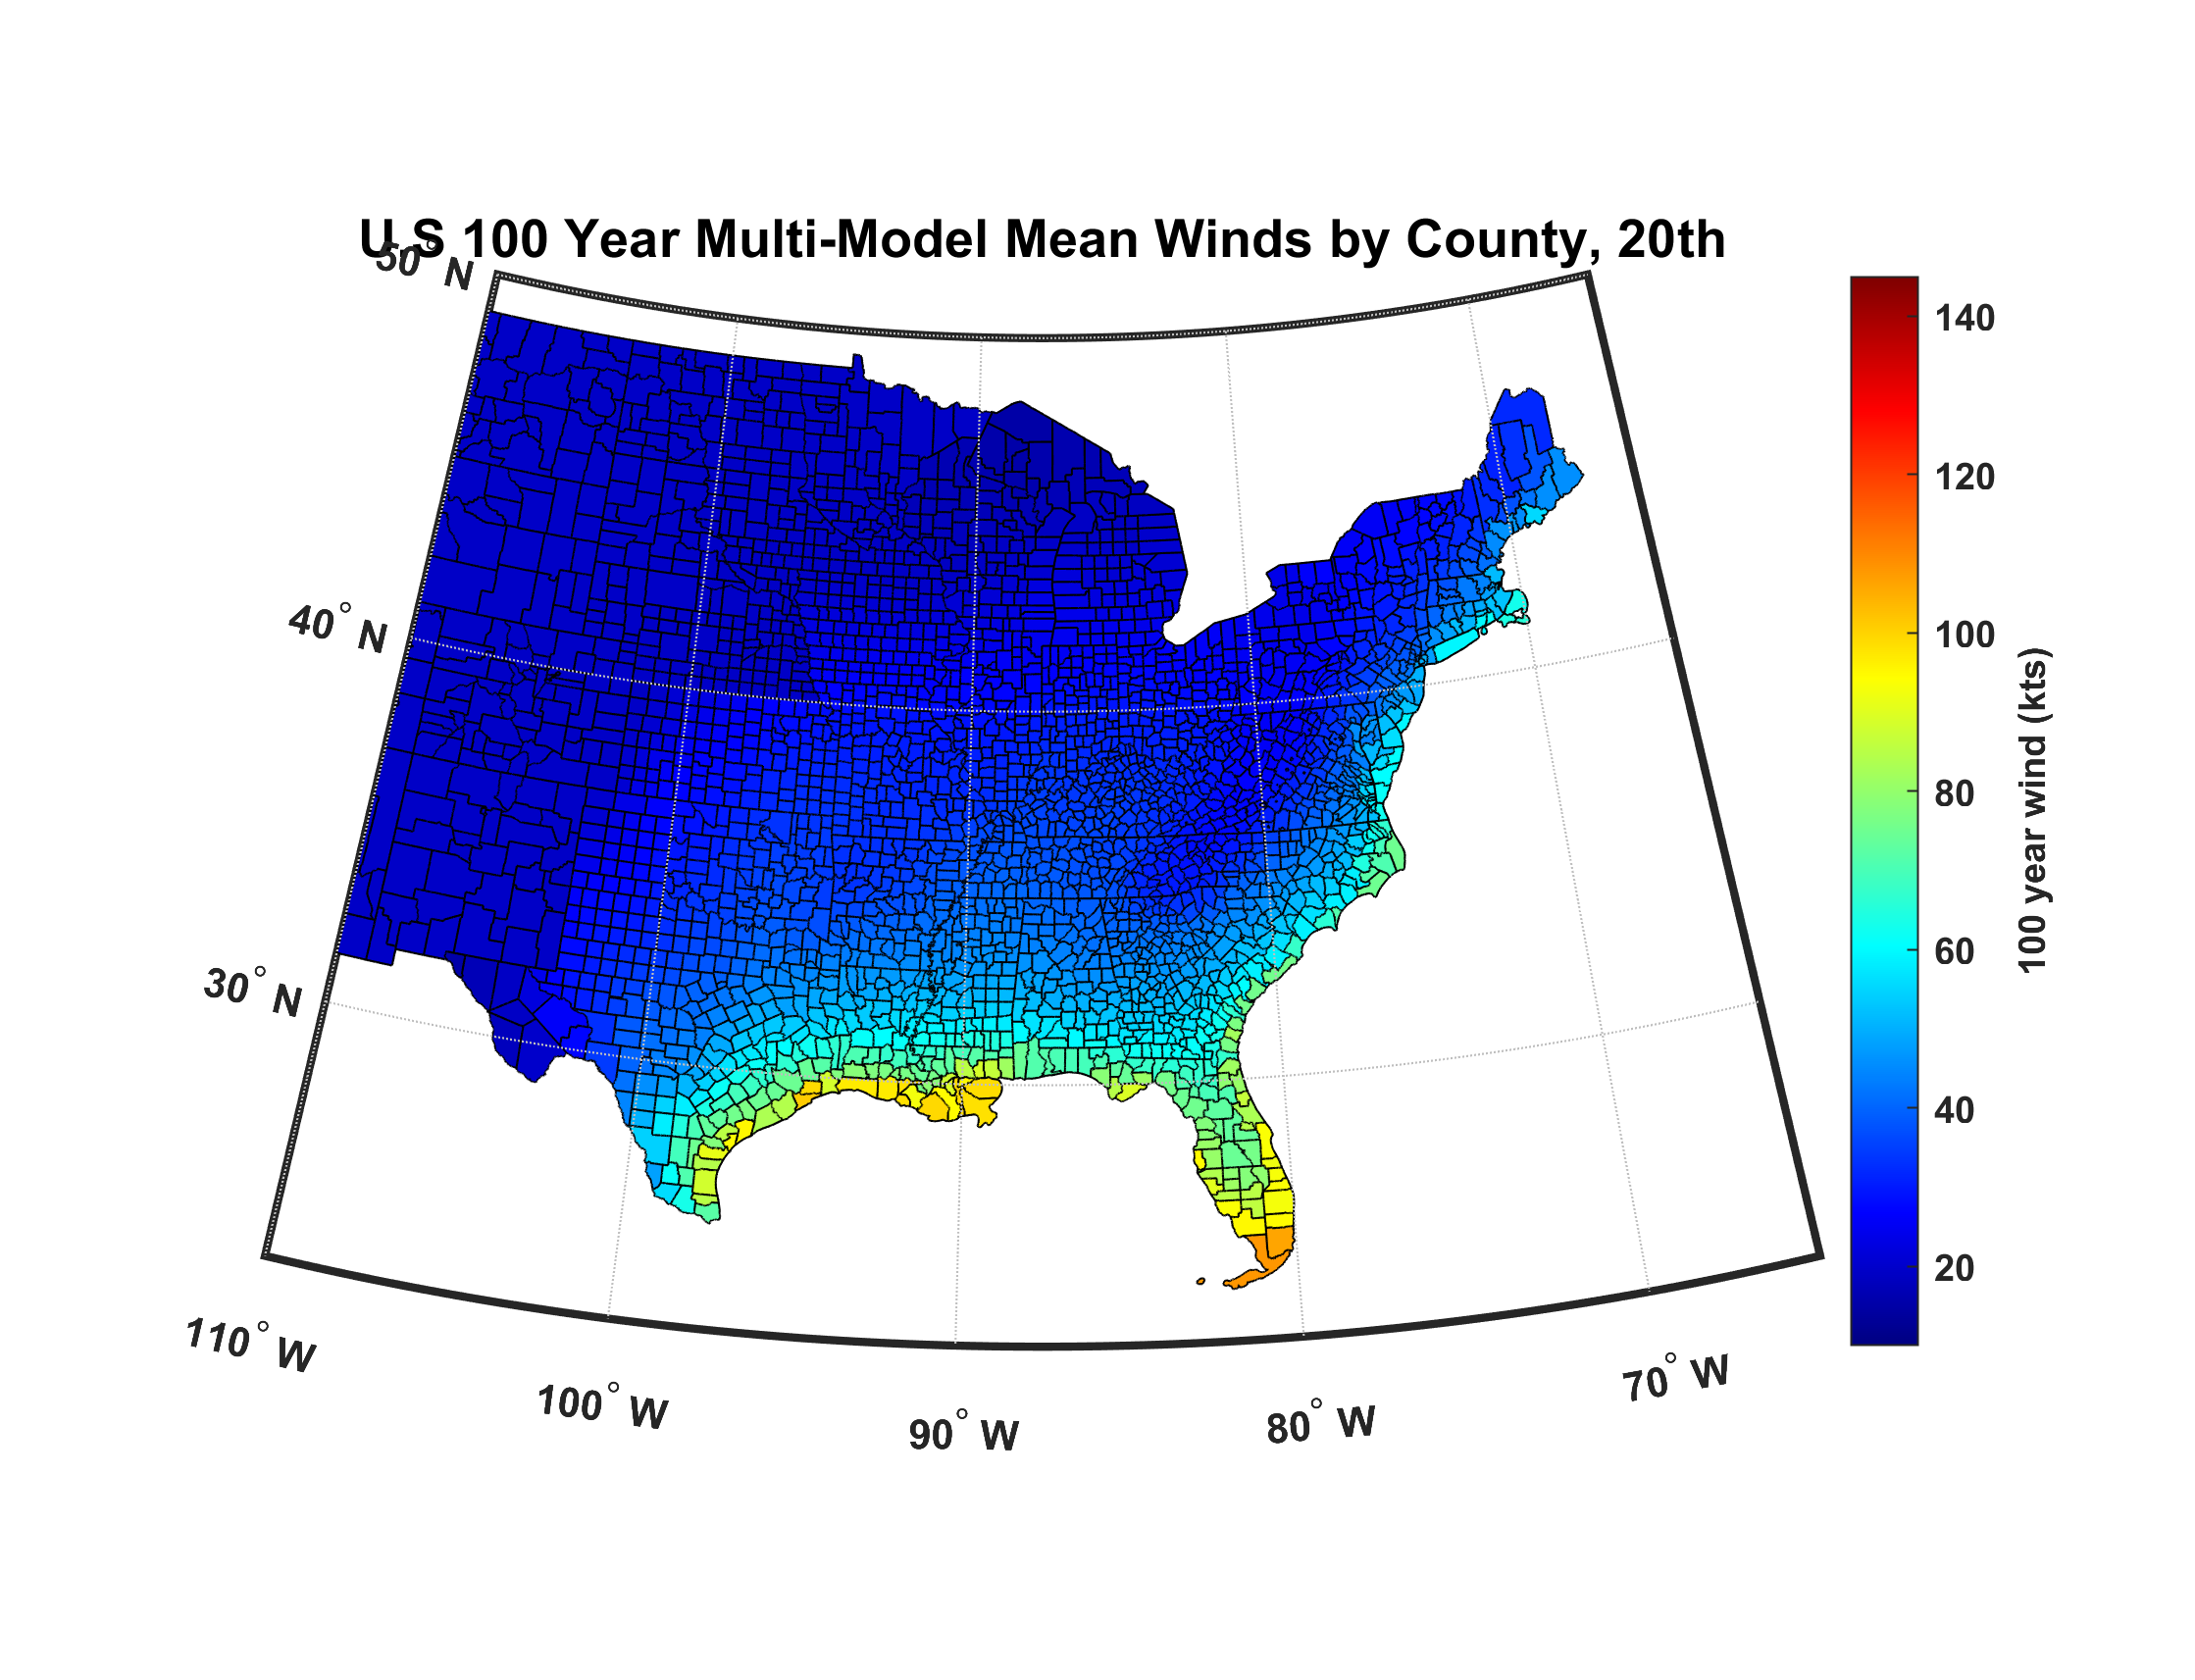 U.S 100 Year Multi-Model Mean Winds by County, 20th
50° N
40° N
30° N
110° W
100° W
90° W
80° W
70° W
140
120
100
80
60
40
20
100 year wind (kts)